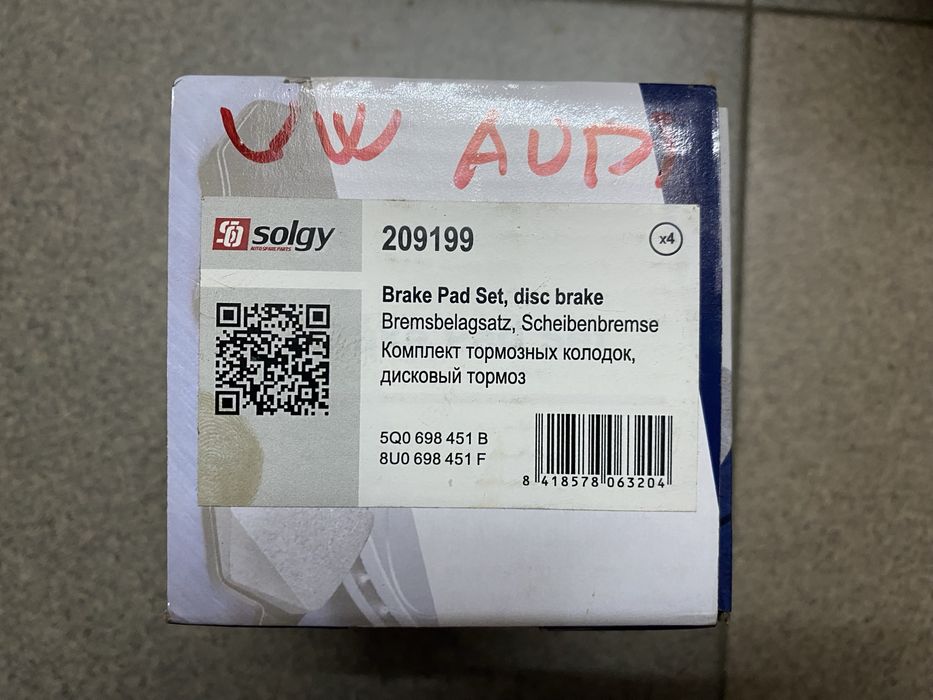 VW AUDI
solgy
AUTO SPARE PARTS
209199
x4
Brake Pad Set, disc brake
Bremsbelagsatz, Scheibenbremse
Комплект тормозных колодок,
дисковый тормоз
5Q0 698 451 B
8U0 698 451 F
8 418578 063204